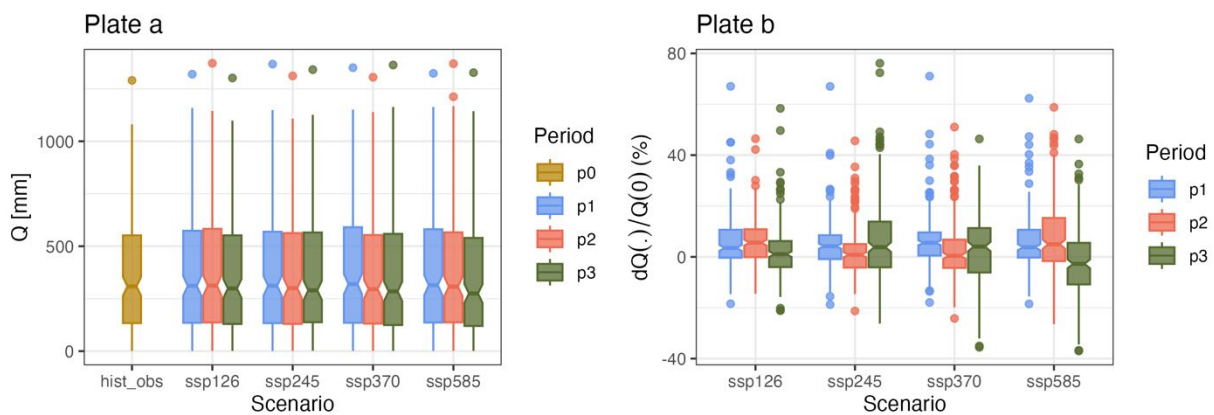 Plate a
Q [mm]
1000
500
0
hist_obs ssp126 ssp245 ssp370 ssp585
Scenario
Period
p0
p1
p2
p3
Plate b
dQ(.)/Q(0) (%)
80
40
0
-40
ssp126 ssp245 ssp370 ssp585
Scenario
Period
p1
p2
p3